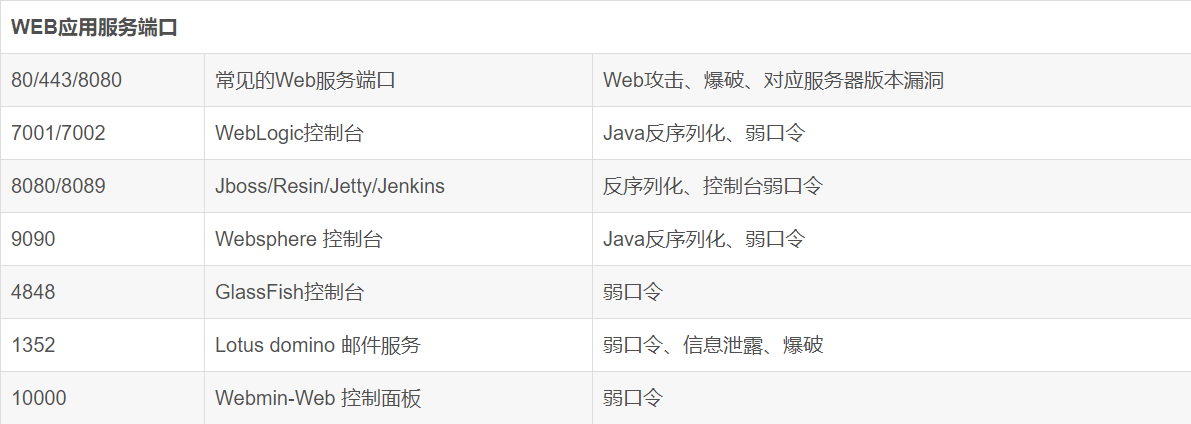 WEB应用服务端口
80/443/8080 常见的Web服务端口 Web攻击、爆破、对应服务器版本漏洞
7001/7002 WebLogic控制台 Java反序列化、弱口令
8080/8089 Jboss/Resin/Jetty/Jenkins 反序列化、控制台弱口令
9090 Websphere 控制台 Java反序列化、弱口令
4848 GlassFish控制台 弱口令
1352 Lotus domino 邮件服务 弱口令、信息泄露、爆破
10000 Webmin-Web 控制面板 弱口令